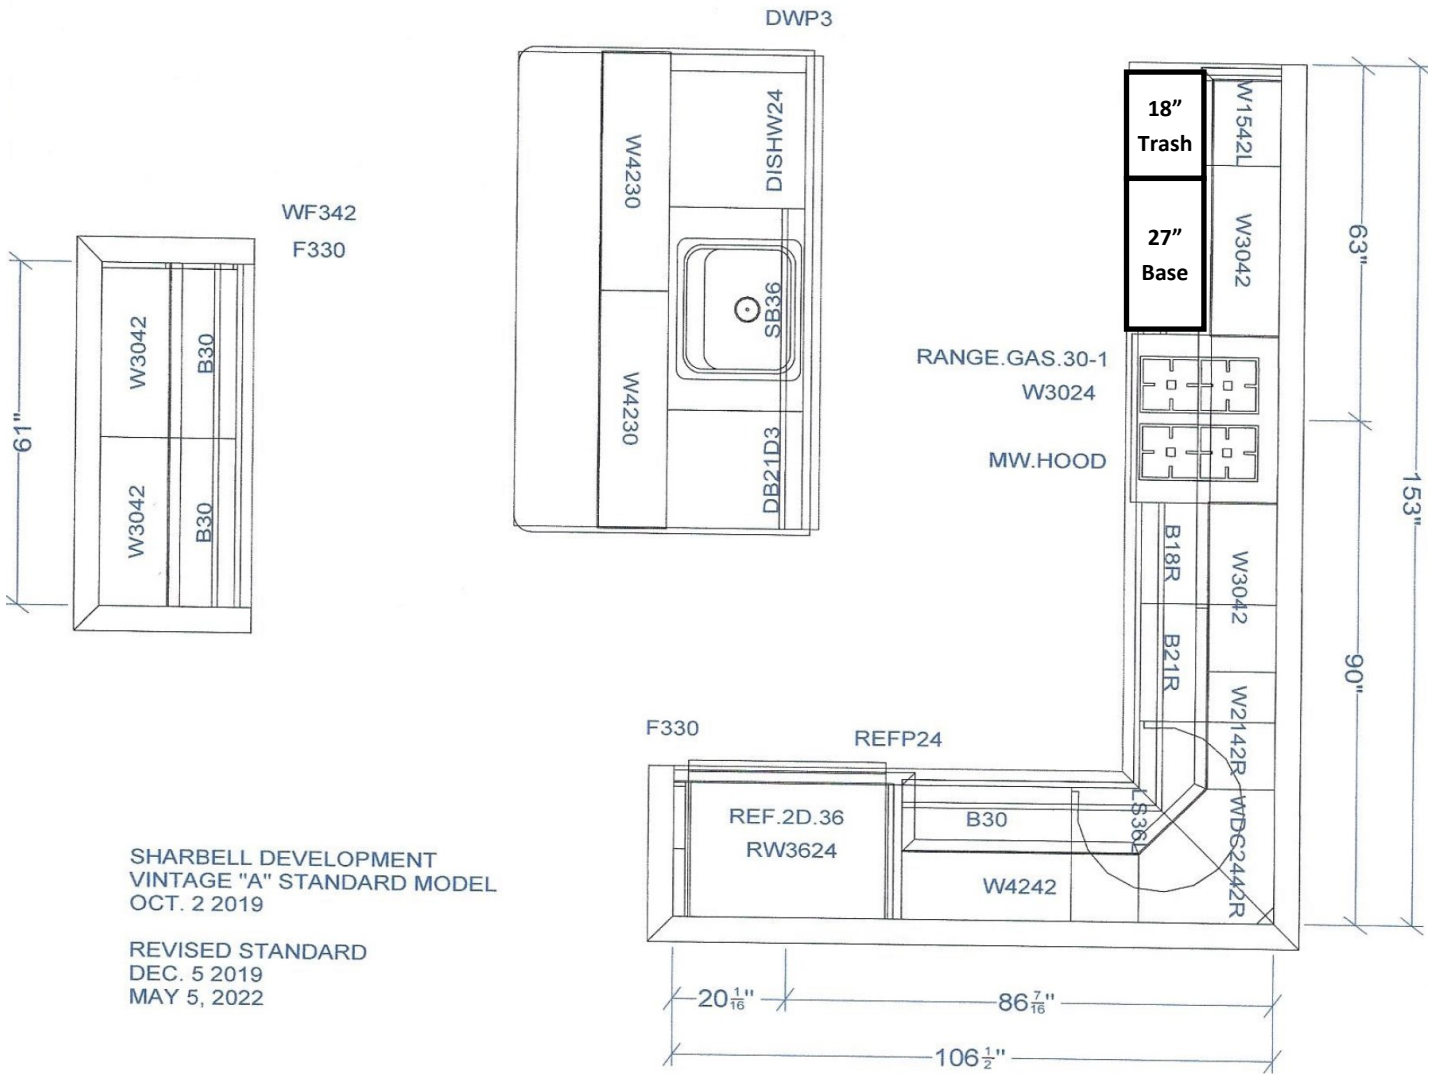 DWP3
W4230
DISHW24
SB36
W4230
DB21D3
18”
Trash
27”
Base
W1542L
W3042
63"
153"
WF342
F330
61"
W3042
B30
W3042
B30
RANGE.GAS.30-1
W3024
MW.HOOD
B18R
W3042
B21R
W2142R
90"
F330
REFP24
REF.2D.36
RW3624
B30
LS36L
WDC2442R
W4242
SHARBELL DEVELOPMENT
VINTAGE "A" STANDARD MODEL
OCT. 2 2019
REVISED STANDARD
DEC. 5 2019
MAY 5, 2022
20 1/16"
86 7/16"
106 1/2"